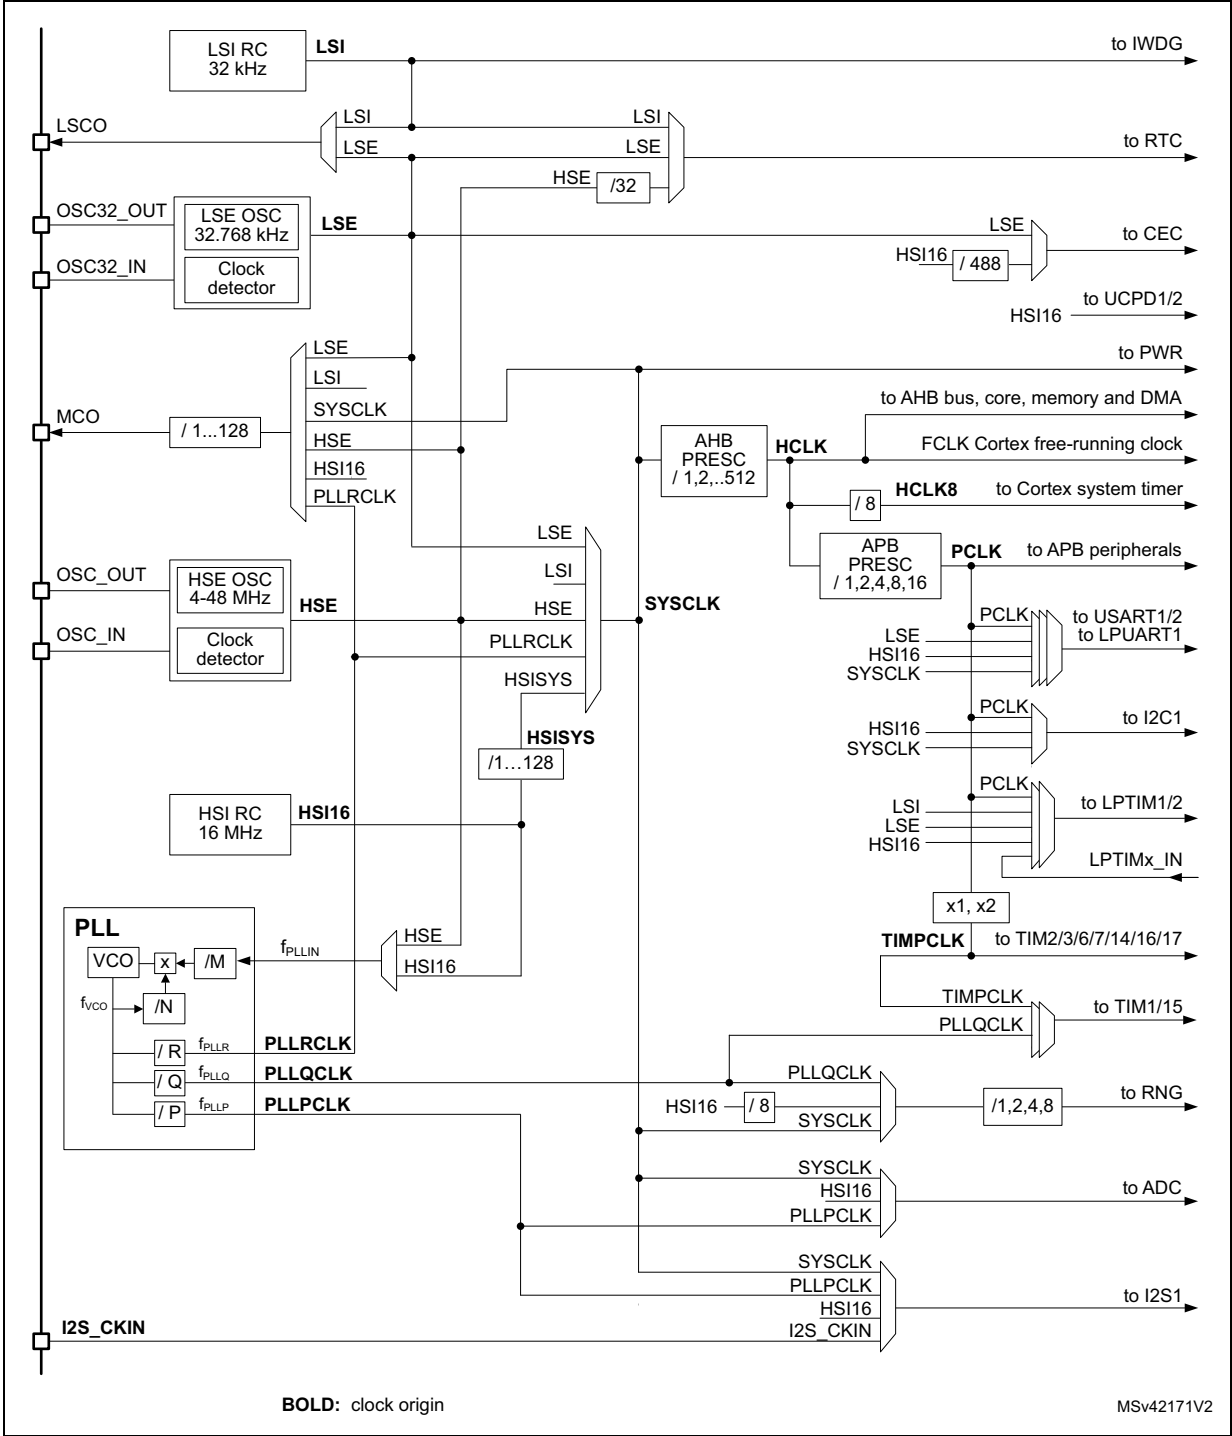 LSI RC
32 kHz
LSI
to IWDG
LSCO
LSI
LSE
LSI
LSE
HSE
/32
to RTC
OSC32_OUT
OSC32_IN
LSE OSC
32.768 kHz
Clock
detector
LSE
LSE
HSI16
/ 488
to CEC
to UCPD1/2
HSI16
to PWR
MCO
/ 1...128
LSE
LSI
SYSCLK
HSE
HSI16
PLLRCLK
to AHB bus, core, memory and DMA
AHB
PRESC
/ 1,2,..512
HCLK
FCLK Cortex free-running clock
/ 8
HCLK8
to Cortex system timer
APB
PRESC
/ 1,2,4,8,16
PCLK
to APB peripherals
OSC_OUT
OSC_IN
HSE OSC
4-48 MHz
Clock
detector
HSE
LSE
LSI
HSE
PLLRCLK
HSISYS
SYSCLK
HSISYS
/1…128
PCLK
LSE
HSI16
SYSCLK
to USART1/2
to LPUART1
PCLK
HSI16
SYSCLK
to I2C1
HSI RC
16 MHz
HSI16
PCLK
LSI
LSE
HSI16
to LPTIM1/2
LPTIMx_IN
x1, x2
TIMPCLK
to TIM2/3/6/7/14/16/17
PLL
VCO
x
/M
fPLLIN
HSE
HSI16
fVCO
/N
/ R
fPLLR
PLLRCLK
/ Q
fPLLQ
PLLQCLK
/ P
fPLLP
PLLPCLK
TIMPCLK
PLLQCLK
to TIM1/15
PLLQCLK
HSI16
/ 8
SYSCLK
/1,2,4,8
to RNG
SYSCLK
HSI16
PLLPCLK
to ADC
SYSCLK
PLLPCLK
HSI16
I2S_CKIN
to I2S1
I2S_CKIN
BOLD: clock origin
MSv42171V2